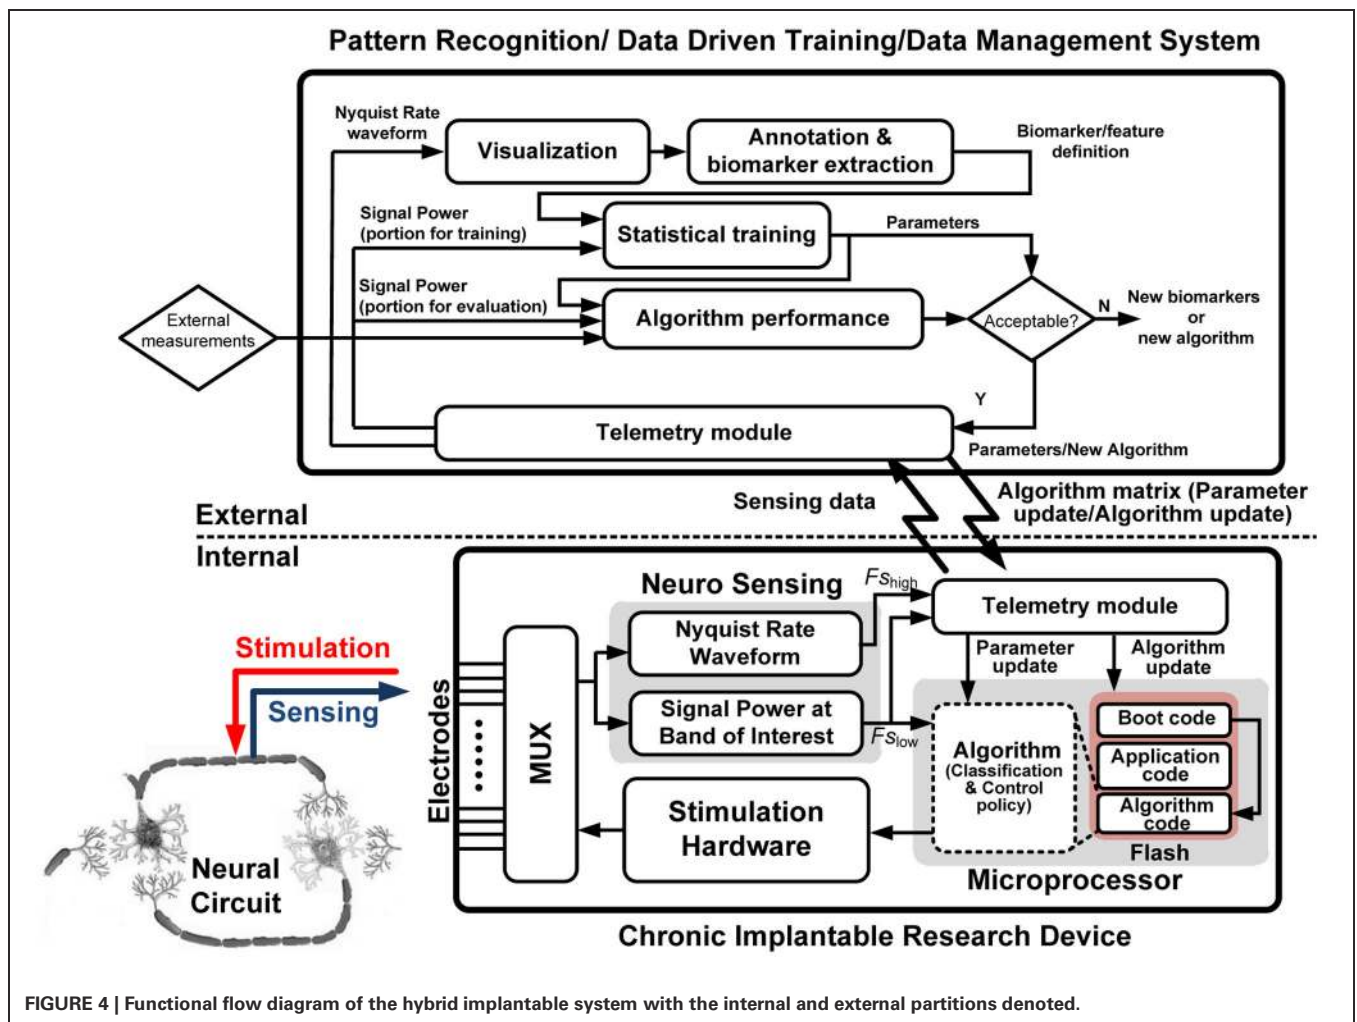 Pattern Recognition/ Data Driven Training/Data Management System
Nyquist Rate
waveform
Visualization
Annotation &
biomarker extraction
Biomarker/feature
definition
Signal Power
(portion for training)
Statistical training
Parameters
Signal Power
(portion for evaluation)
Algorithm performance
External
measurements
Acceptable?
N
New biomarkers
or
new algorithm
Y
Telemetry module
Parameters/New Algorithm
Sensing data
Algorithm matrix (Parameter
update/Algorithm update)
External
Internal
Neuro Sensing
Fshigh
Telemetry module
Nyquist Rate
Waveform
Parameter
update
Algorithm
update
Stimulation
Sensing
Electrodes
MUX
Signal Power at
Band of Interest
Fslow
Algorithm
(Classification
& Control
policy)
Boot code
Application
code
Algorithm
code
Flash
Stimulation
Hardware
Microprocessor
Neural
Circuit
Chronic Implantable Research Device
FIGURE 4 | Functional flow diagram of the hybrid implantable system with the internal and external partitions denoted.